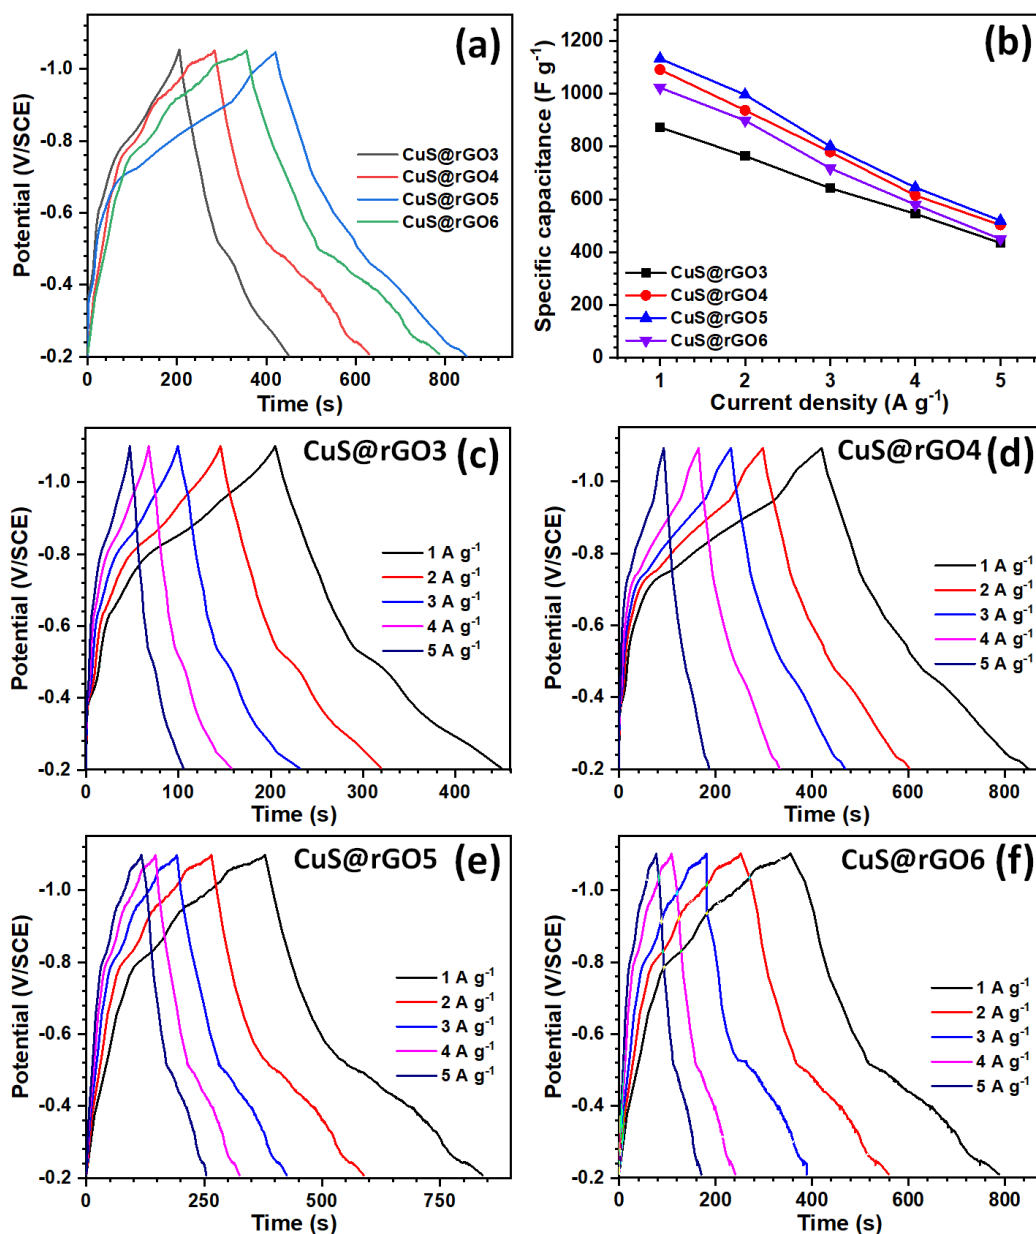 (a)
-1.0
-0.8
-0.6
-0.4
-0.2
Potential (V/SCE)
CuS@rGO3
CuS@rGO4
CuS@rGO5
CuS@rGO6
0 200 400 600 800
Time (s)
(b)
1200
1000
800
600
400
200
0
Specific capacitance (F g⁻¹)
CuS@rGO3
CuS@rGO4
CuS@rGO5
CuS@rGO6
1 2 3 4 5
Current density (A g⁻¹)
CuS@rGO3 (c)
-1.0
-0.8
-0.6
-0.4
-0.2
Potential (V/SCE)
1 A g⁻¹
2 A g⁻¹
3 A g⁻¹
4 A g⁻¹
5 A g⁻¹
0 100 200 300 400
Time (s)
CuS@rGO4 (d)
-1.0
-0.8
-0.6
-0.4
-0.2
Potential (V/SCE)
1 A g⁻¹
2 A g⁻¹
3 A g⁻¹
4 A g⁻¹
5 A g⁻¹
0 200 400 600 800
Time (s)
CuS@rGO5 (e)
-1.0
-0.8
-0.6
-0.4
-0.2
Potential (V/SCE)
1 A g⁻¹
2 A g⁻¹
3 A g⁻¹
4 A g⁻¹
5 A g⁻¹
0 250 500 750
Time (s)
CuS@rGO6 (f)
-1.0
-0.8
-0.6
-0.4
-0.2
Potential (V/SCE)
1 A g⁻¹
2 A g⁻¹
3 A g⁻¹
4 A g⁻¹
5 A g⁻¹
0 200 400 600 800
Time (s)